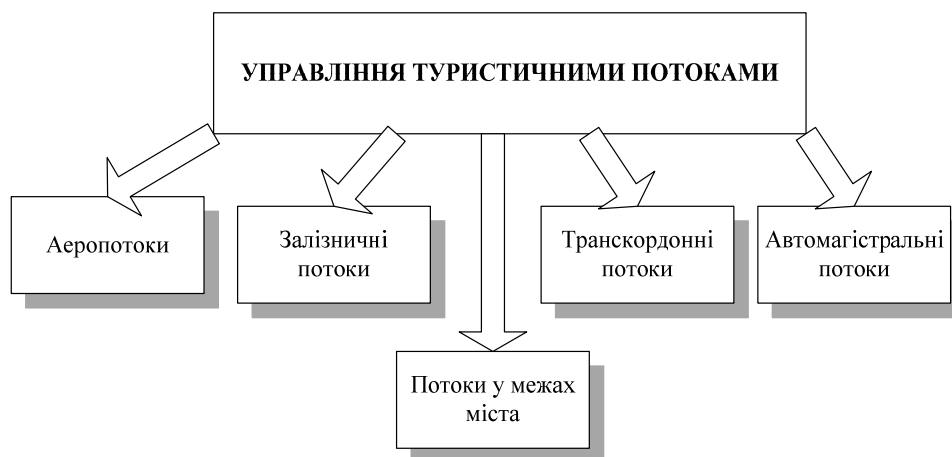 УПРАВЛІННЯ ТУРИСТИЧНИМИ ПОТОКАМИ
Аеропотоки
Залізничні
потоки
Транскордонні
потоки
Автомагістральні
потоки
Потоки у межах
міста